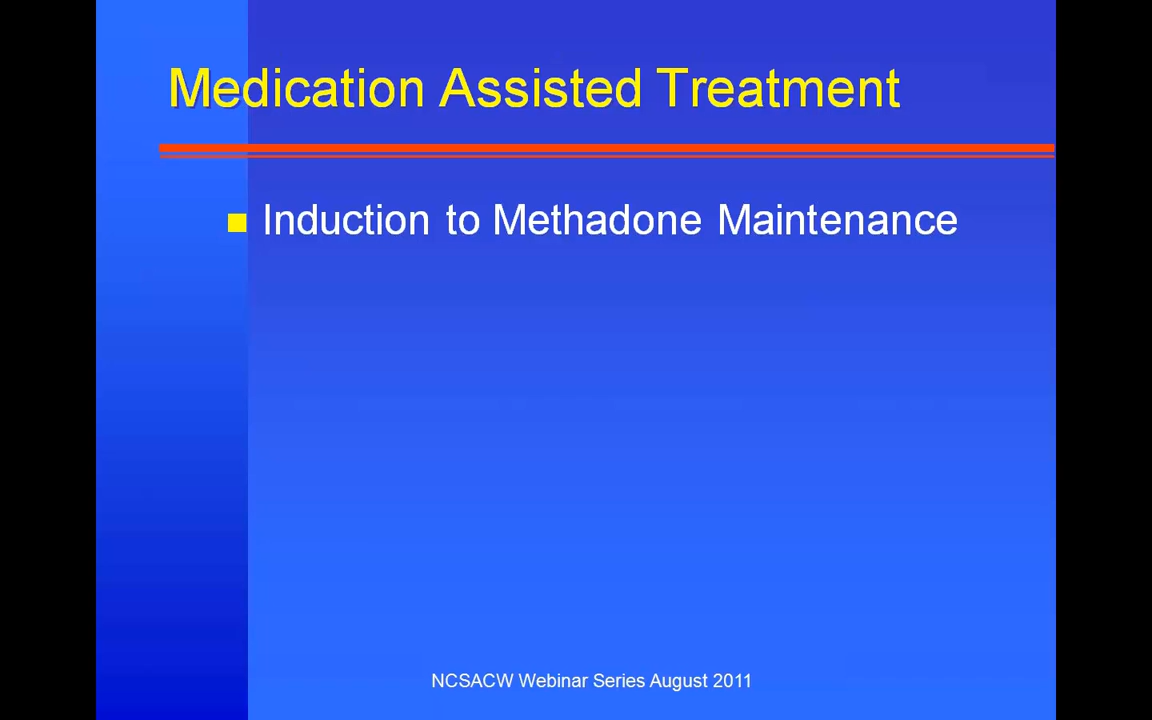 Medication Assisted Treatment
Induction to Methadone Maintenance
NCSACW Webinar Series August 2011